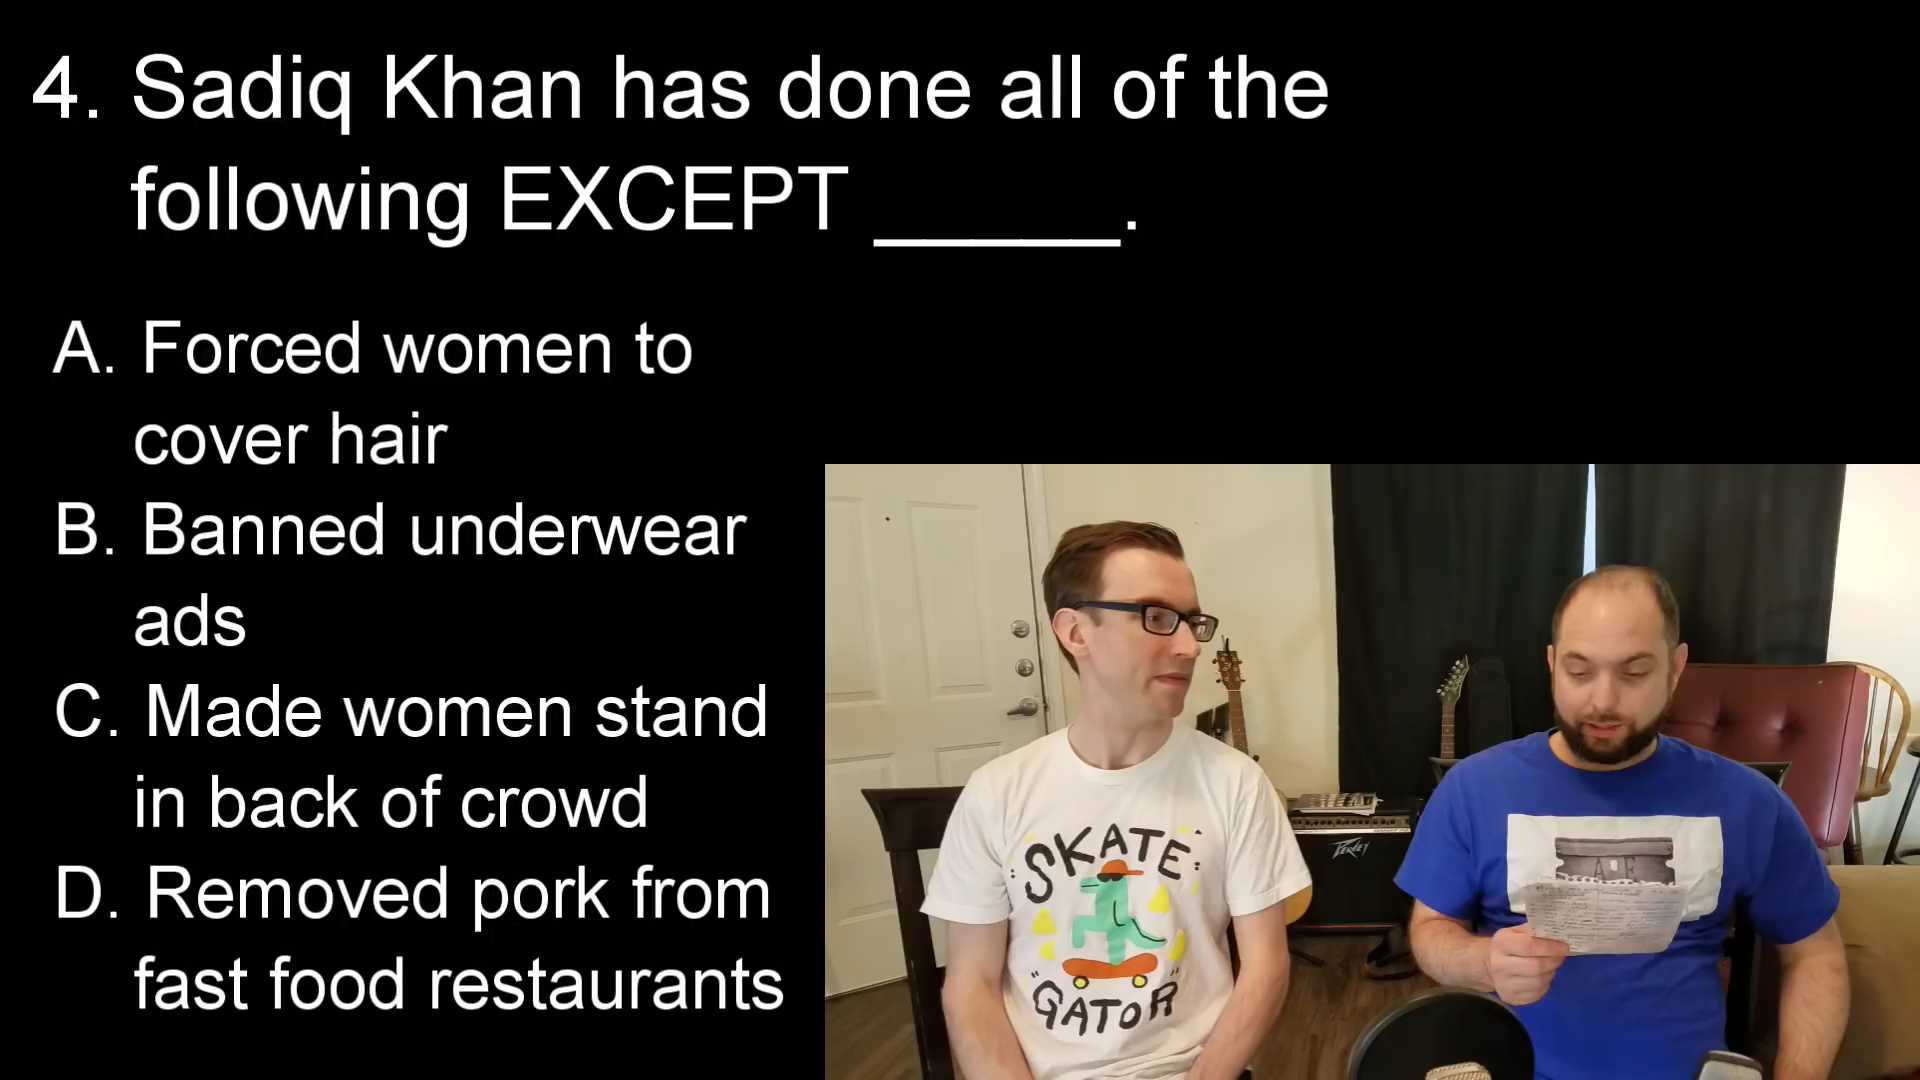 4. Sadiq Khan has done all of the
following EXCEPT _____.
A. Forced women to
cover hair
B. Banned underwear
ads
C. Made women stand
in back of crowd
D. Removed pork from
fast food restaurants
SKATE
"GATOR"
PEAVEY